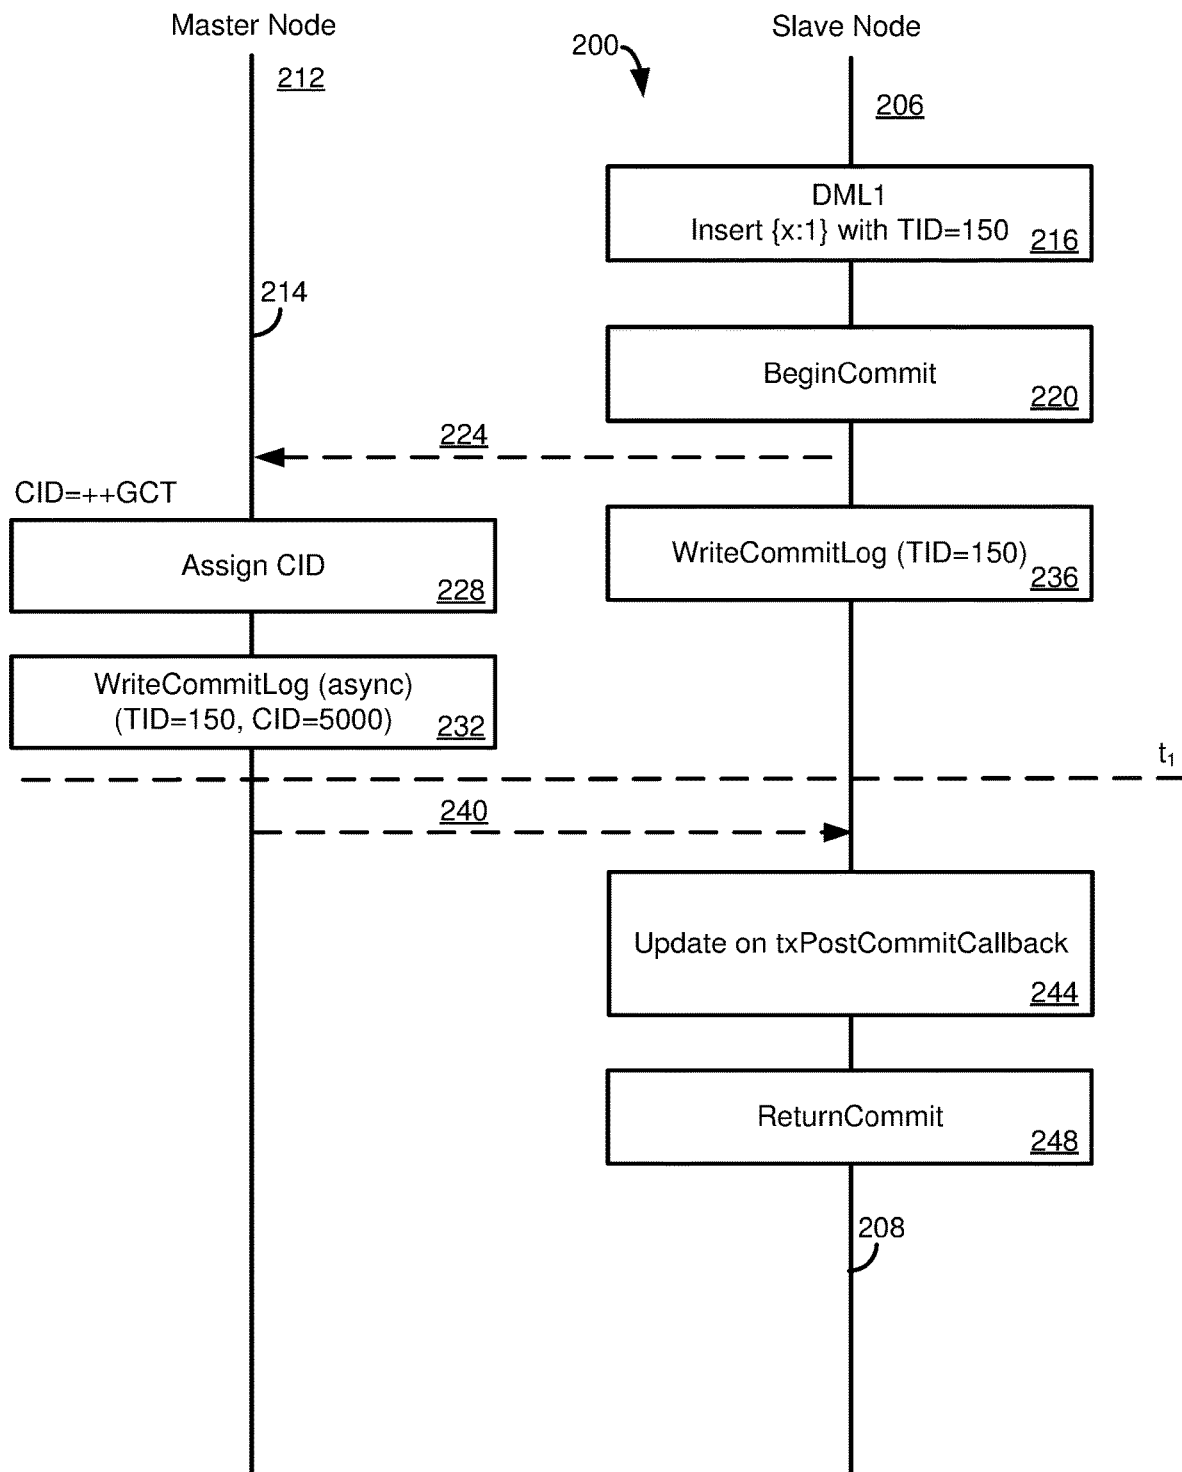 Master Node
Slave Node
200
212
206
DML1
Insert {x:1} with TID=150
216
214
BeginCommit
220
224
CID=++GCT
Assign CID
228
WriteCommitLog (TID=150)
236
WriteCommitLog (async)
(TID=150, CID=5000)
232
t₁
240
Update on txPostCommitCallback
244
ReturnCommit
248
208